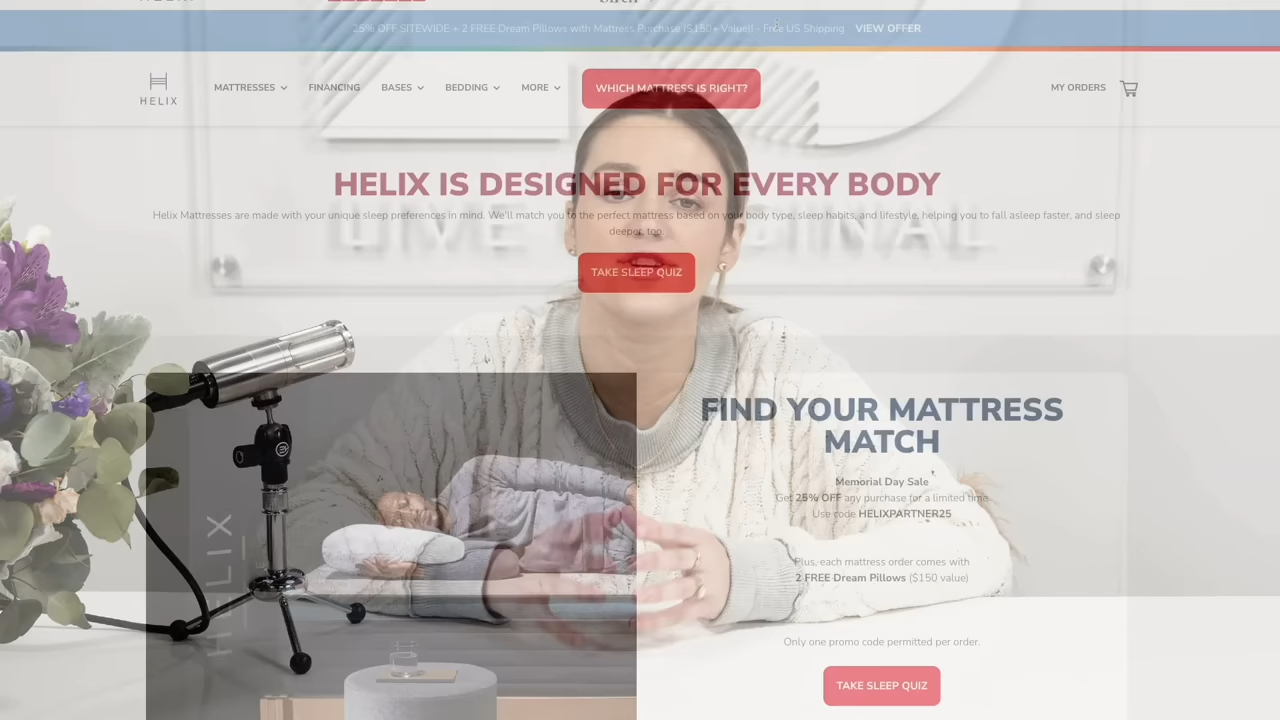 25% OFF SITEWIDE + 2 FREE Dream Pillows with Mattress Purchase ($150+ Value)! - Free US Shipping VIEW OFFER
HELIX
MATTRESSES FINANCING BASES BEDDING MORE WHICH MATTRESS IS RIGHT? MY ORDERS
HELIX IS DESIGNED FOR EVERY BODY
Helix Mattresses are made with your unique sleep preferences in mind. We'll match you to the perfect mattress based on your body type, sleep habits, and lifestyle, helping you to fall asleep faster, and sleep
deeper, too.
LIVE ORIGINAL
TAKE SLEEP QUIZ
FIND YOUR MATTRESS
MATCH
Memorial Day Sale
Get 25% OFF any purchase for a limited time
Use code HELIXPARTNER25
HELIX
Plus, each mattress order comes with
2 FREE Dream Pillows ($150 value)
Only one promo code permitted per order.
TAKE SLEEP QUIZ